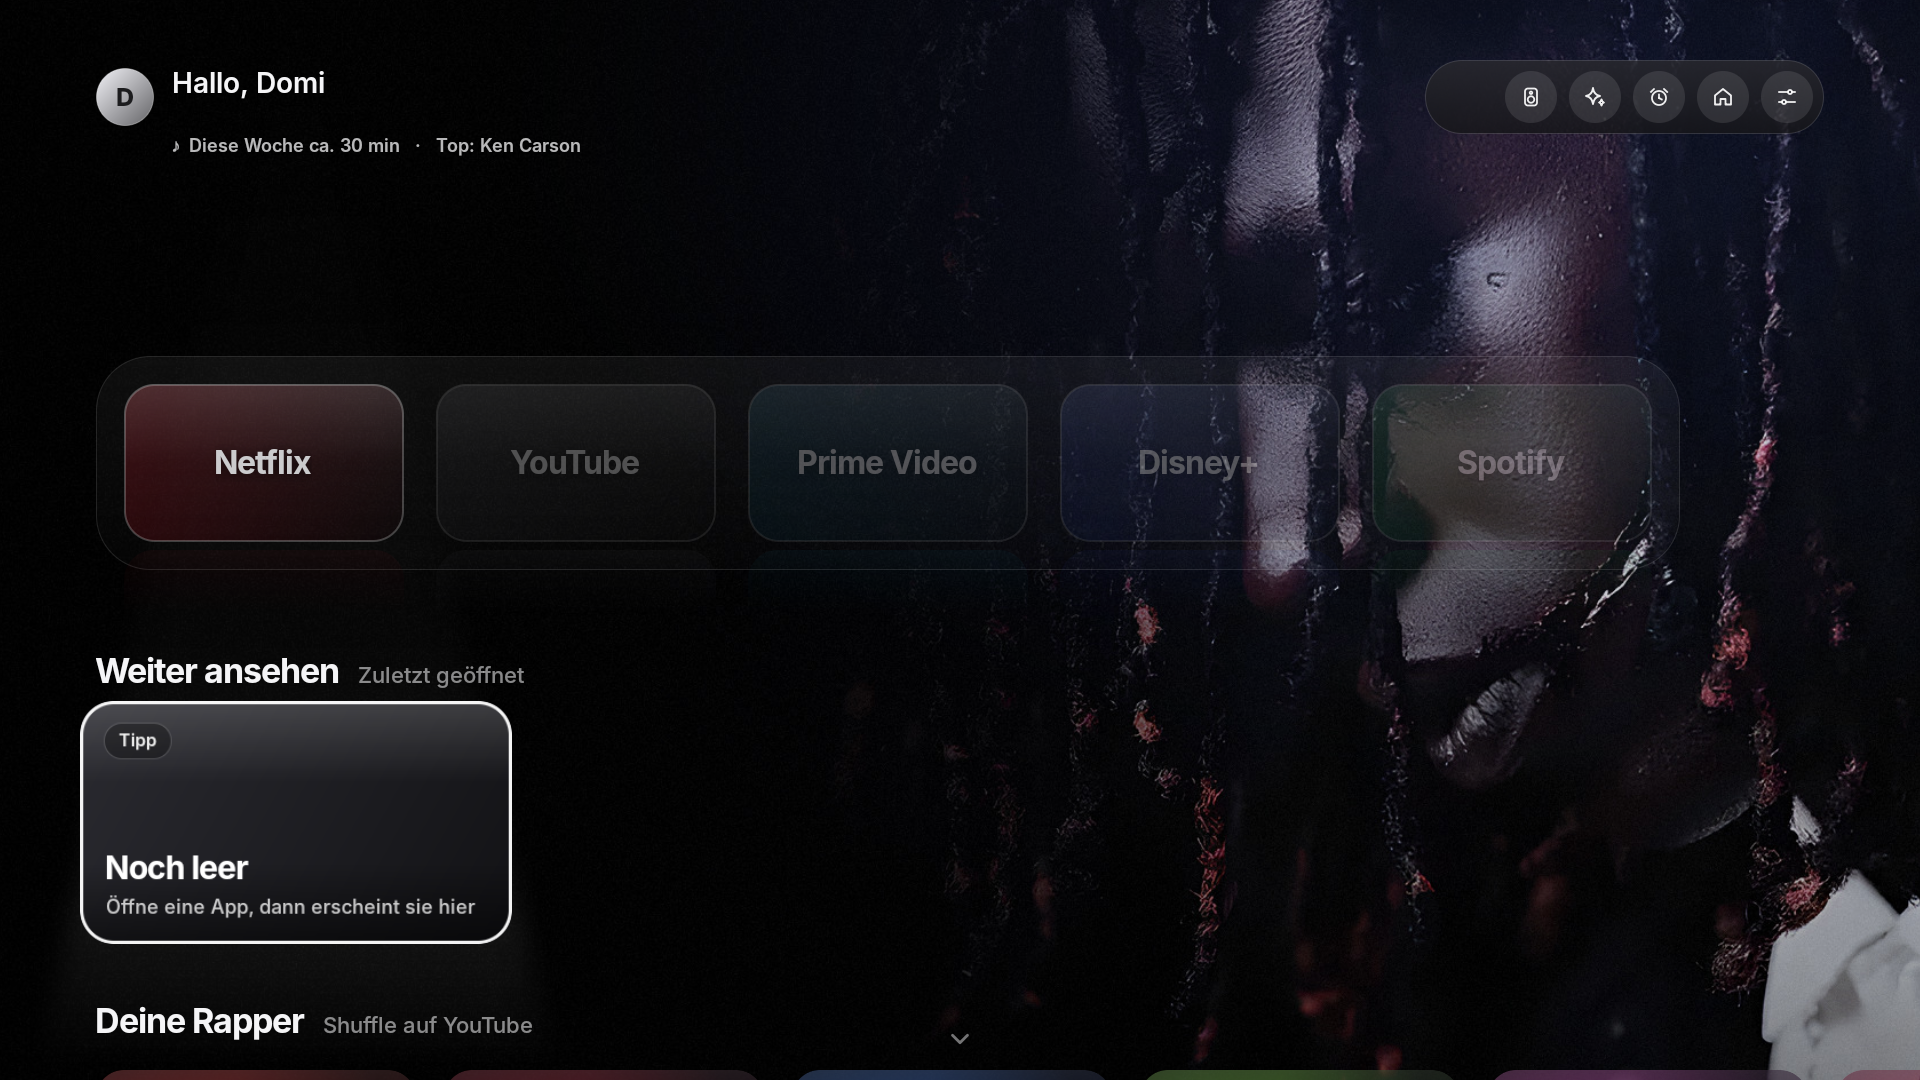 D
Hallo, Domi
♪ Diese Woche ca. 30 min · Top: Ken Carson
Netflix
YouTube
Prime Video
Disney+
Spotify
Weiter ansehen Zuletzt geöffnet
Tipp
Noch leer
Öffne eine App, dann erscheint sie hier
Deine Rapper Shuffle auf YouTube